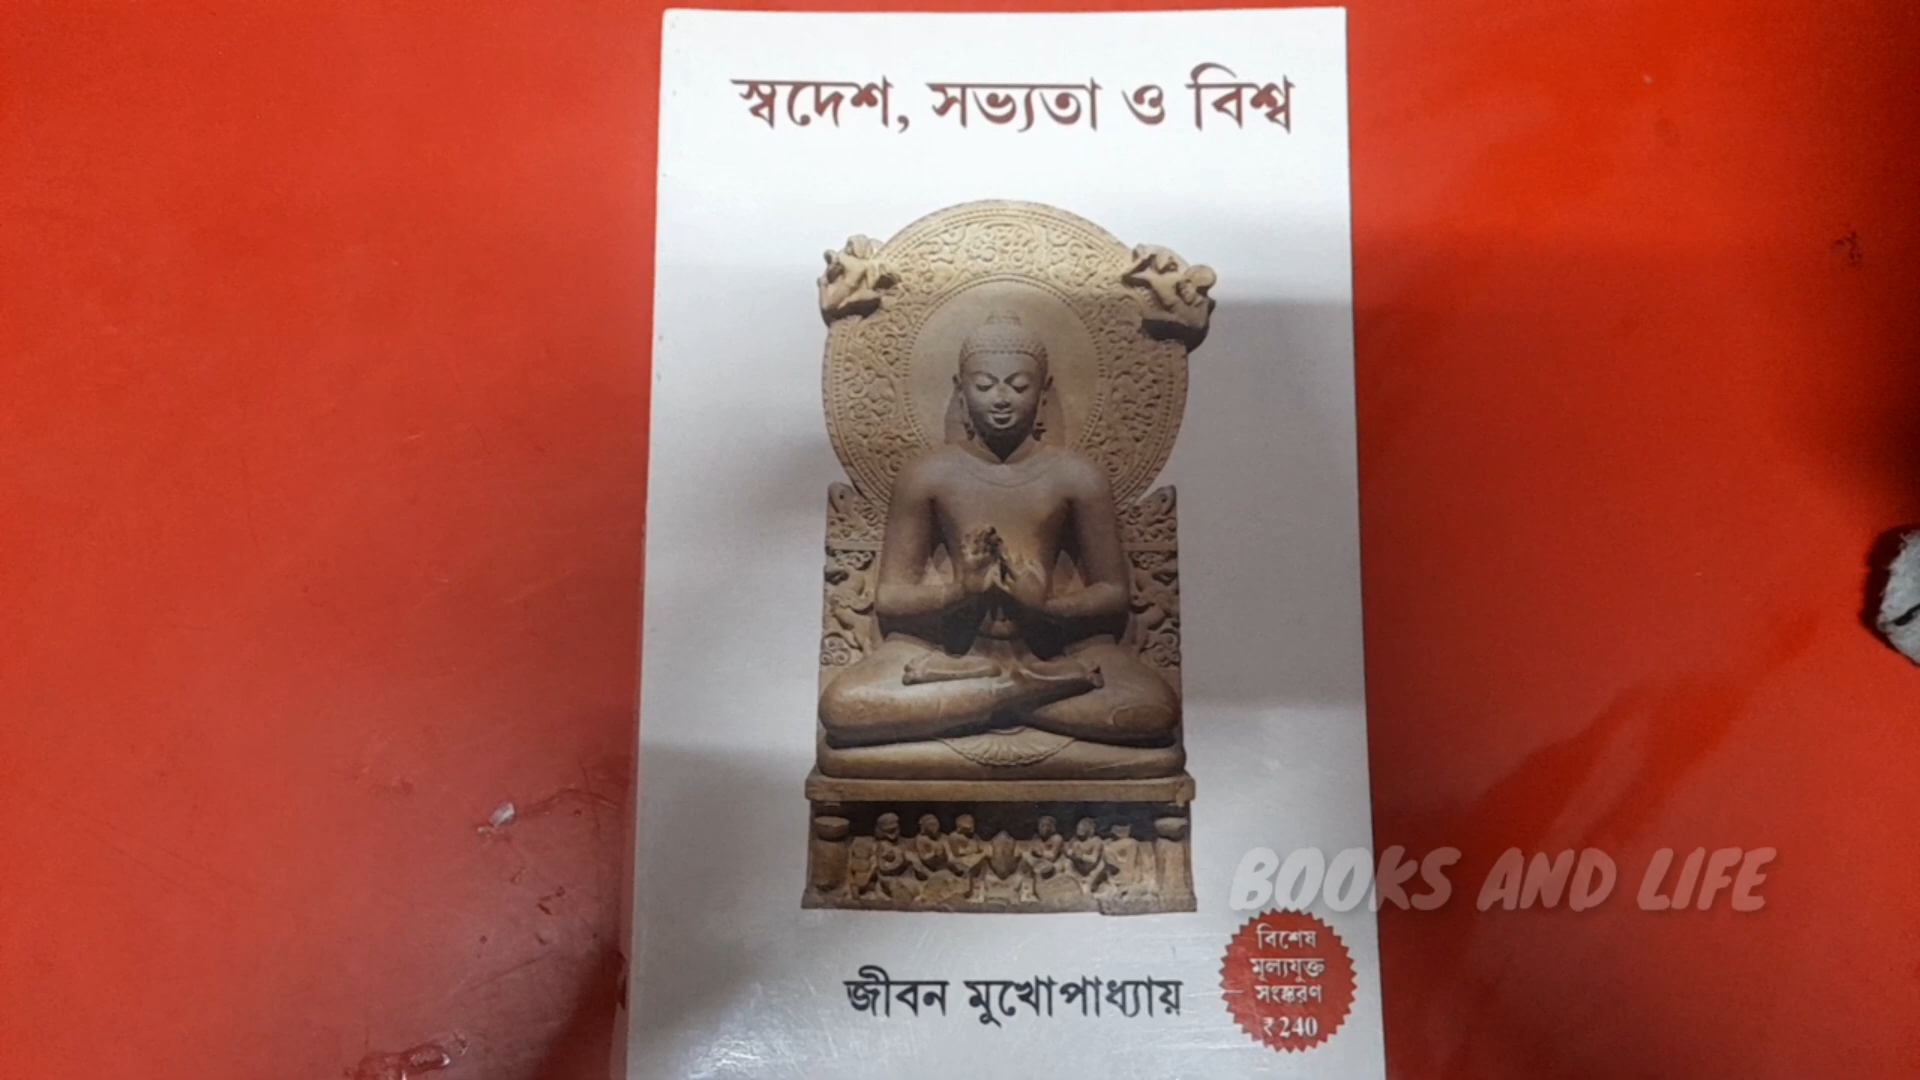 স্বদেশ, সভ্যতা ও বিশ্ব
BOOKS AND LIFE
জীবন মুখোপাধ্যায়
বিশেষ
মূল্যযুক্ত
সংস্করণ
₹240